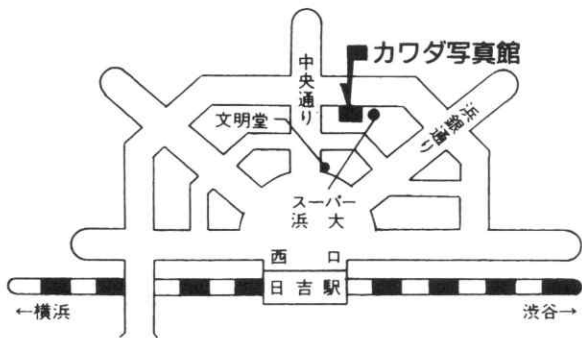 カワダ写真館
中央通り
浜銀通り
文明堂
スーパー
浜大
西口
日吉駅
←横浜
渋谷→